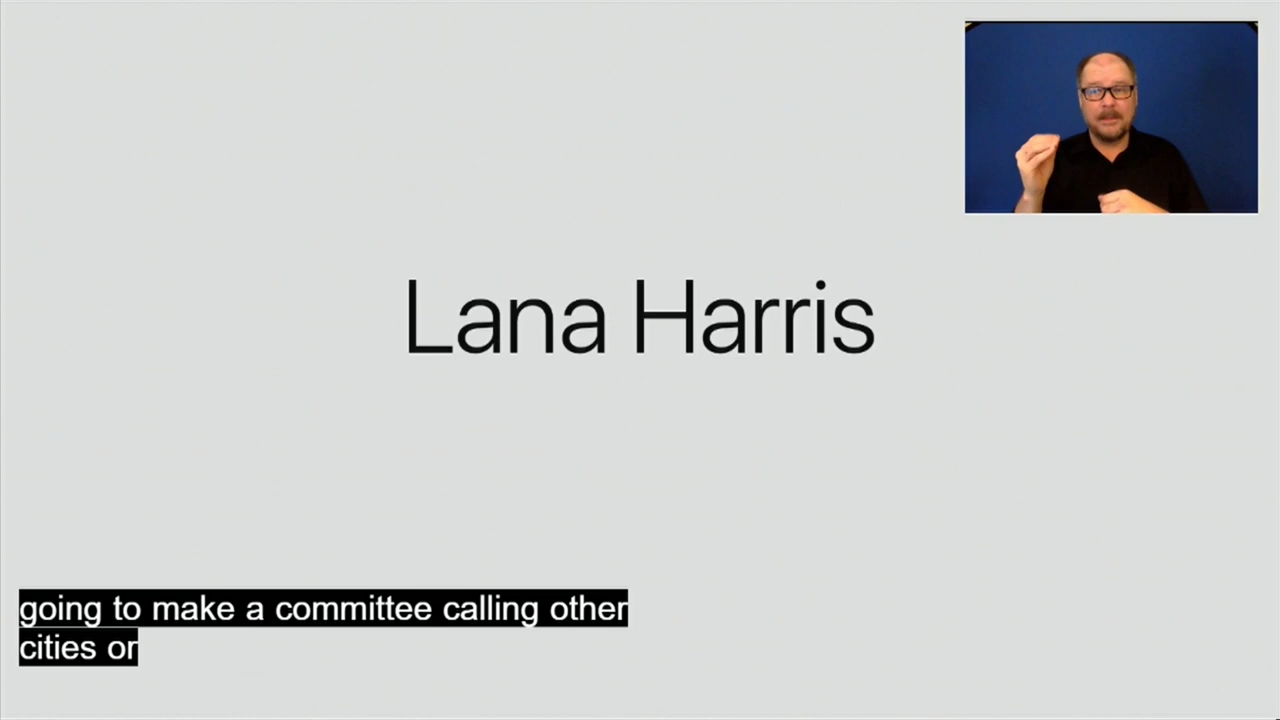 Lana Harris
going to make a committee calling other
cities or